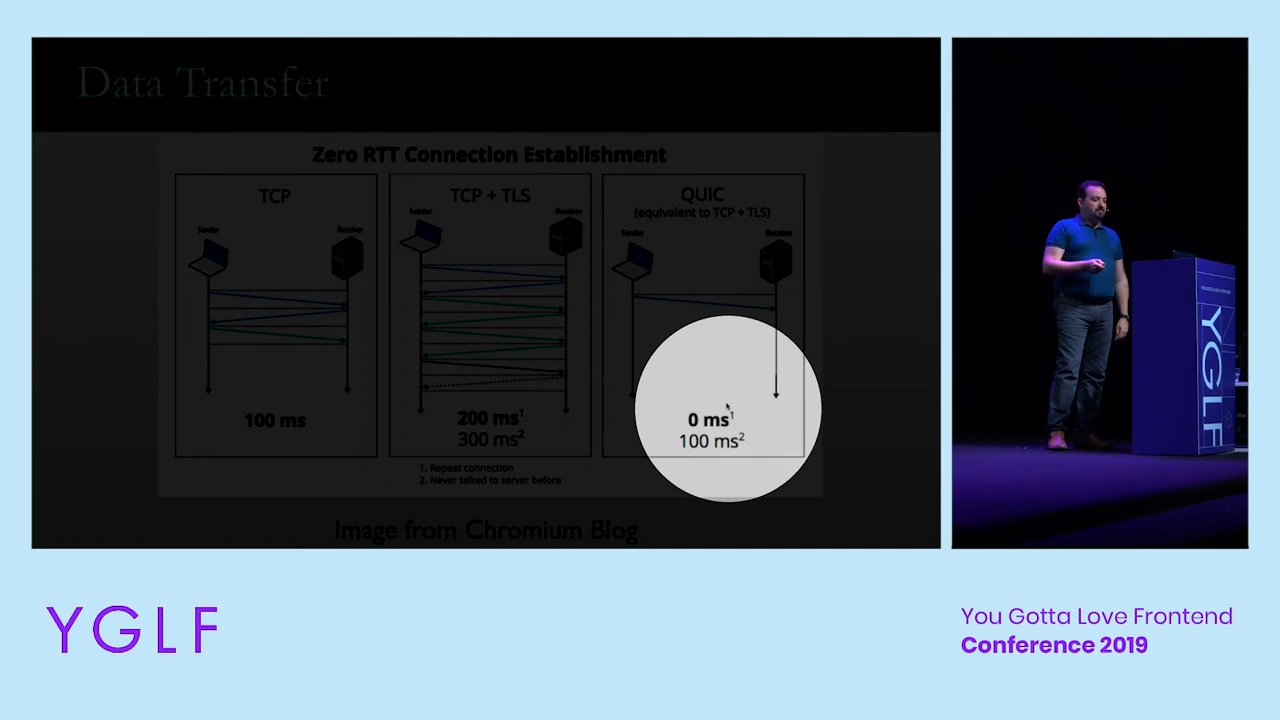 Data Transfer
Zero RTT Connection Establishment
TCP
Sender
Receiver
100 ms
TCP + TLS
Sender
Receiver
200 ms¹
300 ms²
QUIC
(equivalent to TCP + TLS)
Sender
Receiver
0 ms¹
100 ms²
1. Repeat connection
2. Never talked to server before
Image from Chromium Blog
YGLF
YGLF
You Gotta Love Frontend
Conference 2019